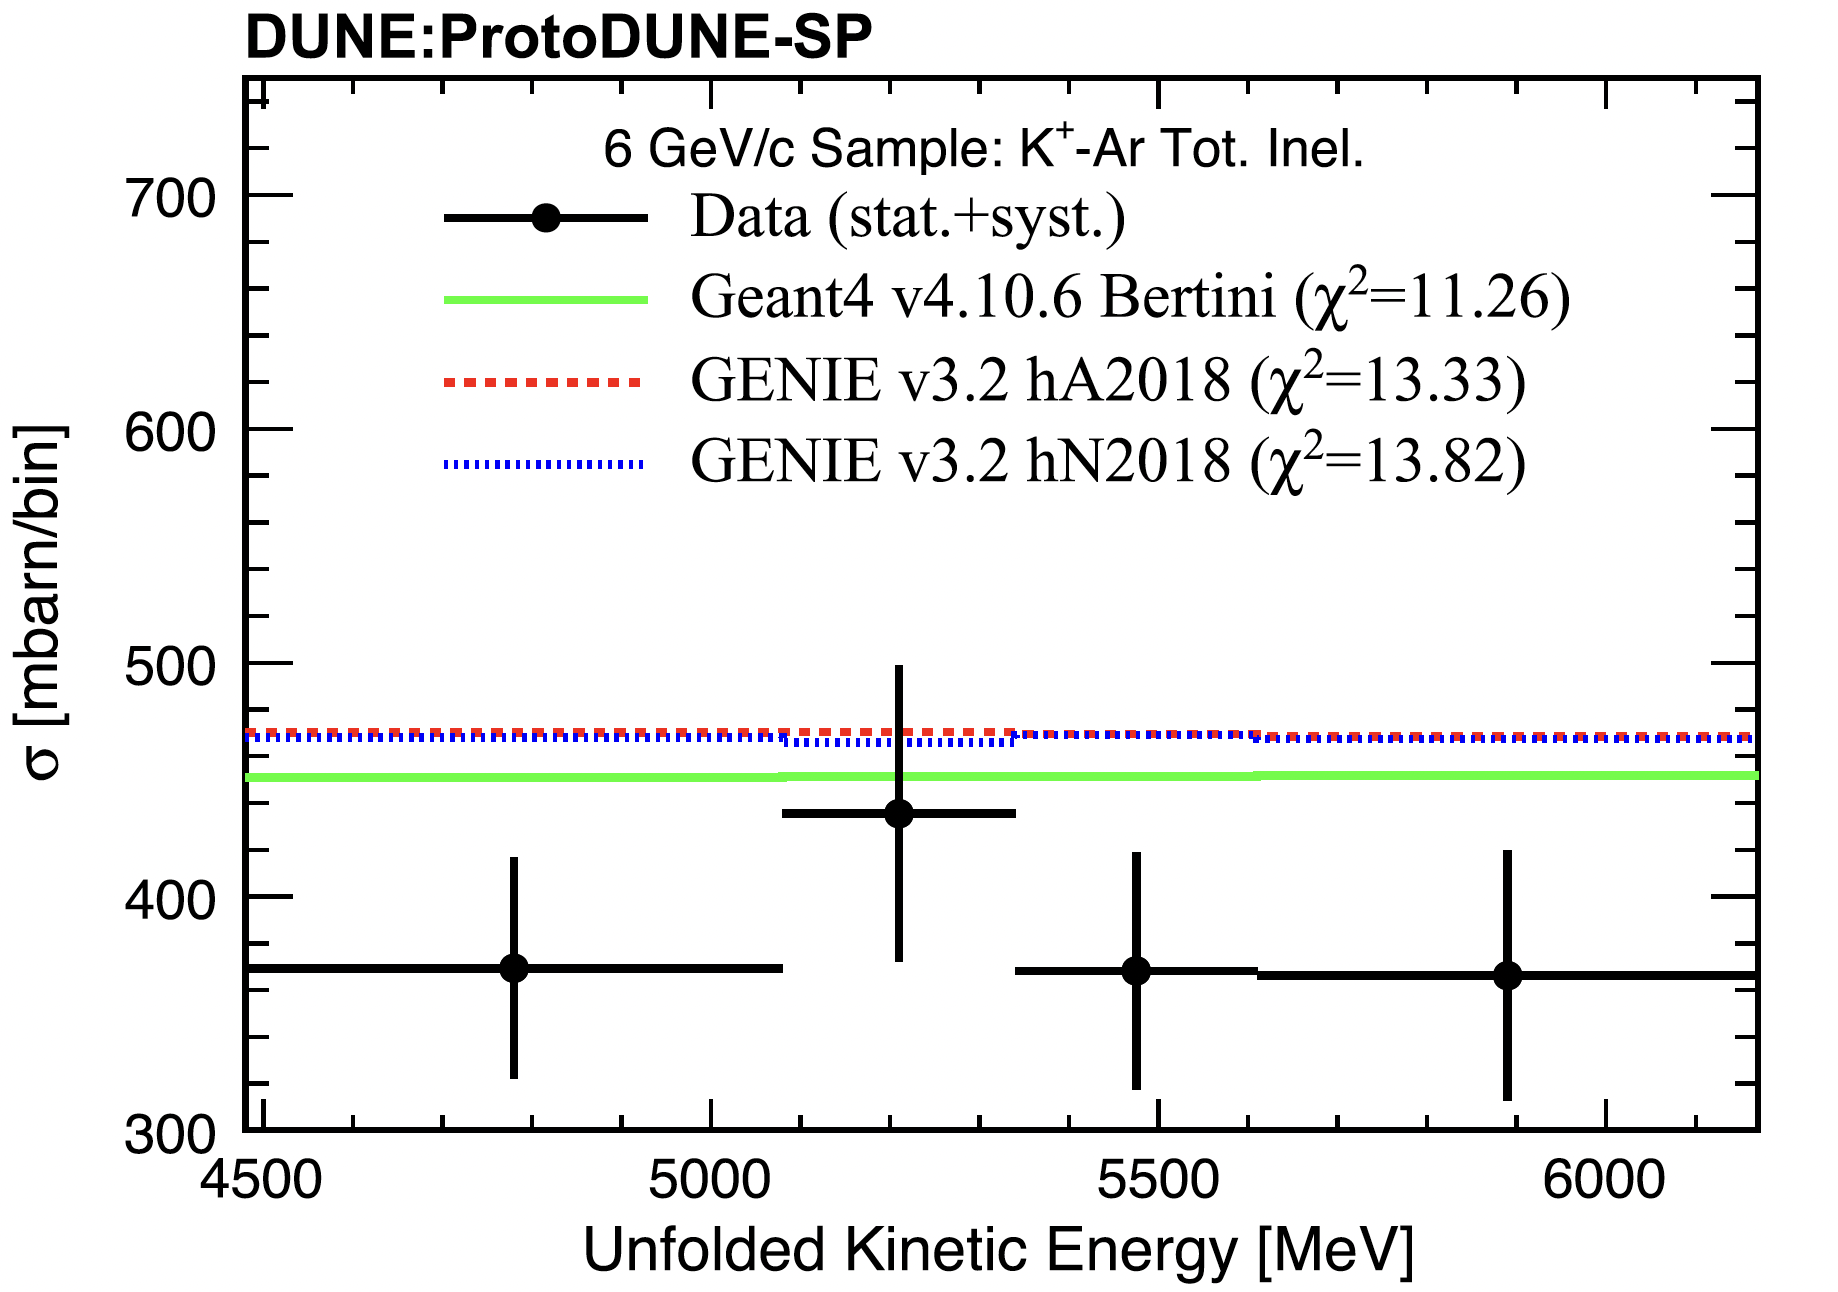 DUNE:ProtoDUNE-SP
6 GeV/c Sample: K⁺-Ar Tot. Inel.
Data (stat.+syst.)
Geant4 v4.10.6 Bertini (χ²=11.26)
GENIE v3.2 hA2018 (χ²=13.33)
GENIE v3.2 hN2018 (χ²=13.82)
σ [mbarn/bin]
700
600
500
400
300
4500 5000 5500 6000
Unfolded Kinetic Energy [MeV]